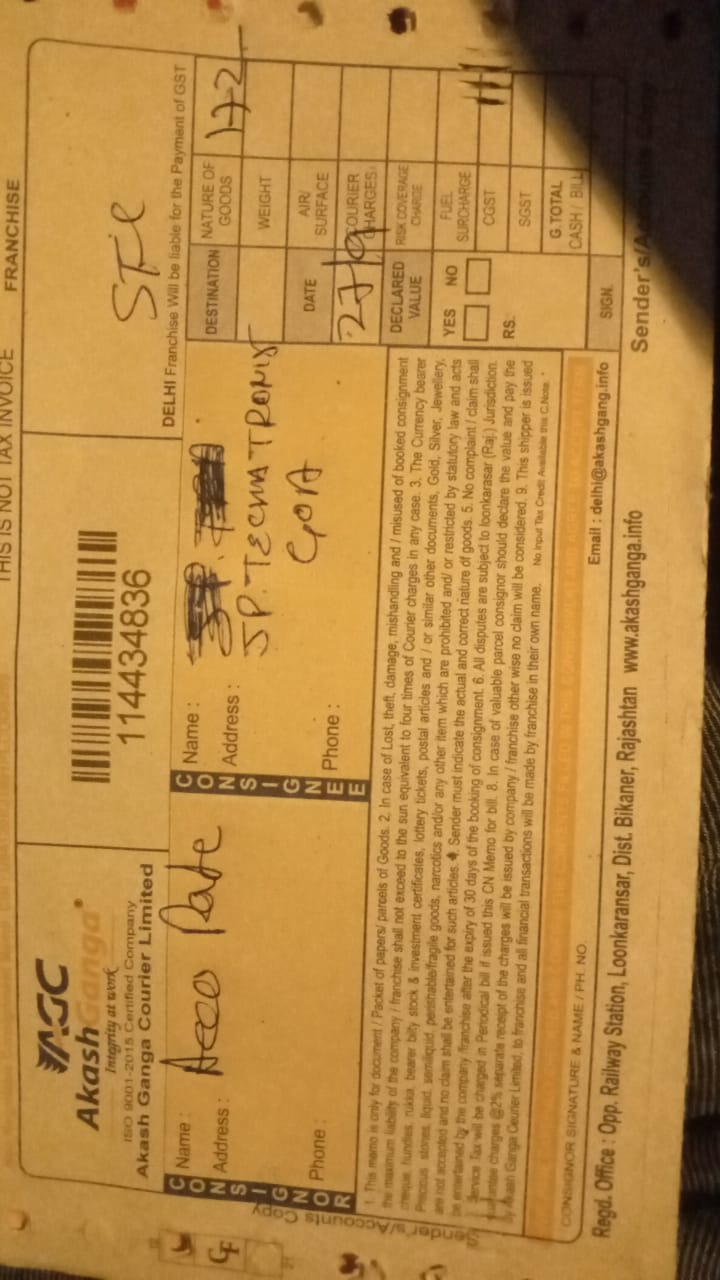 THIS IS NOT TAX INVOICE
FRANCHISE
AGC
AkashGanga
Integrity at work
ISO 9001-2015 Certified Company
Akash Ganga Courier Limited
114434836
DELHI Franchise Will be liable for the Payment of GST
CONSIGNOR
Name :
Address :
Phone :
CONSIGNEE
Name :
Address :
JP. TECHATRONIX
GOA
Phone :
DESTINATION
NATURE OF GOODS
WEIGHT
DATE
27/9
AIR/
SURFACE
COURIER
CHARGES
DECLARED
VALUE
RISK COVERAGE
CHARGE
YES NO
FUEL
SURCHARGE
RS.
CGST
SGST
G.TOTAL
CASH / BILL
SIGN.
1. This memo is only for document / Packet of papers/ parcels of Goods. 2. In case of Lost, theft, damage, mishandling and / misused of booked consignment
the maximum liability of the company / franchise shall not exceed to the sun equivalent to four times of Courier charges in any case. 3. The Currency bearer
cheque, hundies, rukka, bearer bilty stock & investment certificates, lottery tickets, postal articles and / or similar other documents, Gold, Silver, Jewellery,
Precious stones, liquid, semiliquid, perishable/fragile goods, narcotics and/or any other item which are prohibited and/ or restricted by statutory law and acts
are not accepted and no claim shall be entertained for such articles. 4. Sender must indicate the actual and correct nature of goods. 5. No complaint / claim shall
be entertained by the company /franchise after the expiry of 30 days of the booking of consignment. 6. All disputes are subject to loonkarasar (Raj.) Jurisdiction.
Service Tax will be charged in Periodical bill if issued this CN Memo for bill. 8. In case of valuable parcel consignor should declare the value and pay the
guarantee charges @2% separate receipt of the charges will be issued by company / franchise other wise no claim will be considered. 9. This shipper is issued
by Akash Ganga Courier Limited, to franchise and all financial transactions will be made by franchise in their own name. No Input Tax Credit Available this C.Note.
CONSIGNOR SIGNATURE & NAME / PH. NO.
Email : delhi@akashgang.info
Regd. Office : Opp. Railway Station, Loonkaransar, Dist. Bikaner, Rajashtan www.akashganga.info
Sender's/Accounts Copy
Sender's/Accounts Copy